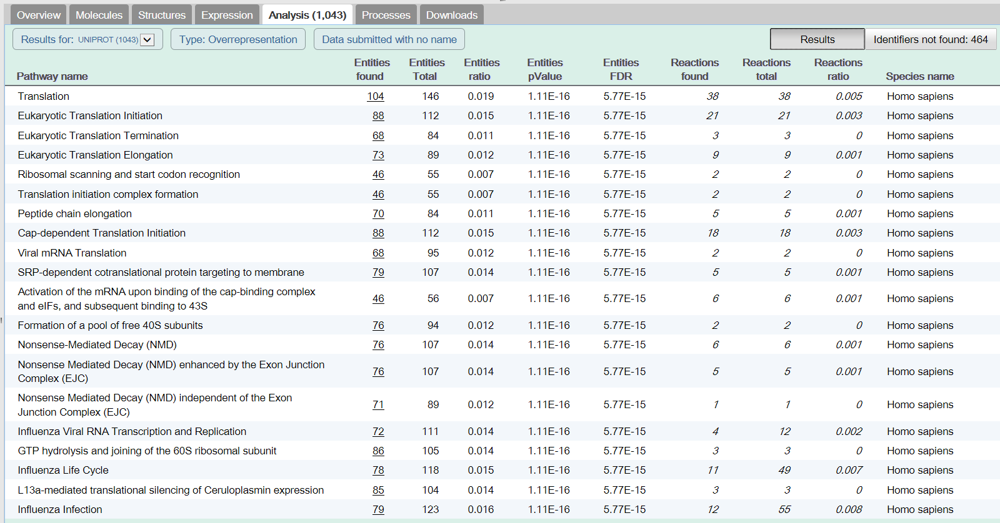 Overview Molecules Structures Expression Analysis (1,043) Processes Downloads
Results for: UNIPROT (1043) Type: Overrepresentation Data submitted with no name Results Identifiers not found: 464
Entities Entities Entities Entities Entities Reactions Reactions Reactions
Pathway name found Total ratio pValue FDR found total ratio Species name
Translation 104 146 0.019 1.11E-16 5.77E-15 38 38 0.005 Homo sapiens
Eukaryotic Translation Initiation 88 112 0.015 1.11E-16 5.77E-15 21 21 0.003 Homo sapiens
Eukaryotic Translation Termination 68 84 0.011 1.11E-16 5.77E-15 3 3 0 Homo sapiens
Eukaryotic Translation Elongation 73 89 0.012 1.11E-16 5.77E-15 9 9 0.001 Homo sapiens
Ribosomal scanning and start codon recognition 46 55 0.007 1.11E-16 5.77E-15 2 2 0 Homo sapiens
Translation initiation complex formation 46 55 0.007 1.11E-16 5.77E-15 2 2 0 Homo sapiens
Peptide chain elongation 70 84 0.011 1.11E-16 5.77E-15 5 5 0.001 Homo sapiens
Cap-dependent Translation Initiation 88 112 0.015 1.11E-16 5.77E-15 18 18 0.003 Homo sapiens
Viral mRNA Translation 68 95 0.012 1.11E-16 5.77E-15 2 2 0 Homo sapiens
SRP-dependent cotranslational protein targeting to membrane 79 107 0.014 1.11E-16 5.77E-15 5 5 0.001 Homo sapiens
Activation of the mRNA upon binding of the cap-binding complex
and eIFs, and subsequent binding to 43S 46 56 0.007 1.11E-16 5.77E-15 6 6 0.001 Homo sapiens
Formation of a pool of free 40S subunits 76 94 0.012 1.11E-16 5.77E-15 2 2 0 Homo sapiens
Nonsense-Mediated Decay (NMD) 76 107 0.014 1.11E-16 5.77E-15 6 6 0.001 Homo sapiens
Nonsense Mediated Decay (NMD) enhanced by the Exon Junction
Complex (EJC) 76 107 0.014 1.11E-16 5.77E-15 5 5 0.001 Homo sapiens
Nonsense Mediated Decay (NMD) independent of the Exon
Junction Complex (EJC) 71 89 0.012 1.11E-16 5.77E-15 1 1 0 Homo sapiens
Influenza Viral RNA Transcription and Replication 72 111 0.014 1.11E-16 5.77E-15 4 12 0.002 Homo sapiens
GTP hydrolysis and joining of the 60S ribosomal subunit 86 105 0.014 1.11E-16 5.77E-15 3 3 0 Homo sapiens
Influenza Life Cycle 78 118 0.015 1.11E-16 5.77E-15 11 49 0.007 Homo sapiens
L13a-mediated translational silencing of Ceruloplasmin expression 85 104 0.014 1.11E-16 5.77E-15 3 3 0 Homo sapiens
Influenza Infection 79 123 0.016 1.11E-16 5.77E-15 12 55 0.008 Homo sapiens